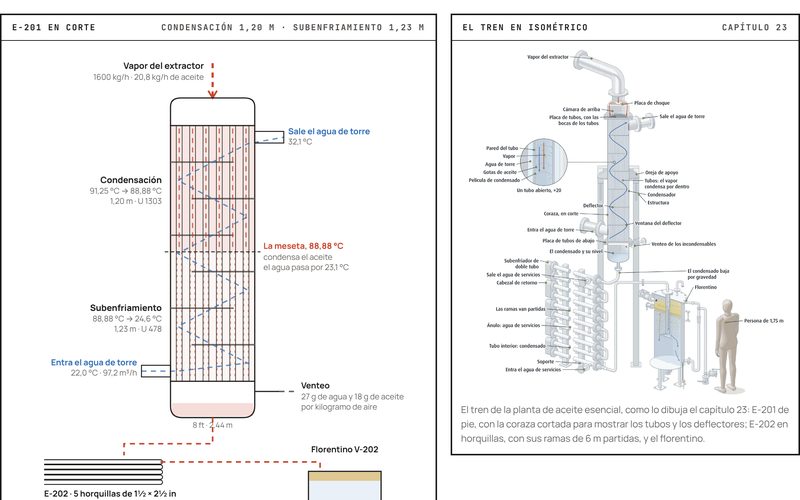 E-201 EN CORTE
CONDENSACIÓN 1,20 M · SUBENFRIAMIENTO 1,23 M
Vapor del extractor
1600 kg/h · 20,8 kg/h de aceite
Sale el agua de torre
32,1 °C
Condensación
91,25 °C → 88,88 °C
1,20 m · U 1303
La meseta, 88,88 °C
condensa el aceite
el agua pasa por 23,1 °C
Subenfriamiento
88,88 °C → 24,6 °C
1,23 m · U 478
Entra el agua de torre
22,0 °C · 97,2 m³/h
Venteo
27 g de agua y 18 g de aceite
por kilogramo de aire
8 ft · 2,44 m
Florentino V-202
E-202 · 5 horquillas de 1½ × 2½ in
EL TREN EN ISOMÉTRICO
CAPÍTULO 23
Vapor del extractor
Placa de choque
Cámara de arriba
Placa de tubos, con las
bocas de los tubos
Sale el agua de torre
Pared del tubo
Vapor
Agua de torre
Gotas de aceite
Película de condensado
Un tubo abierto, ×20
Oreja de apoyo
Tubos: el vapor
condensa por dentro
Condensador
Estructura
Deflector
Coraza, en corte
Ventana del deflector
Entra el agua de torre
Placa de tubos de abajo
Venteo de los incondensables
El condensado y su nivel
Subenfriador de
doble tubo
Sale el agua de servicios
Cabezal de retorno
El condensado baja
por gravedad
Florentino
Las ramas van partidas
Persona de 1,75 m
Ánulo: agua de servicios
Tubo interior: condensado
Soporte
Entra el agua de servicios
El tren de la planta de aceite esencial, como lo dibuja el capítulo 23: E-201 de
pie, con la coraza cortada para mostrar los tubos y los deflectores; E-202 en
horquillas, con sus ramas de 6 m partidas, y el florentino.